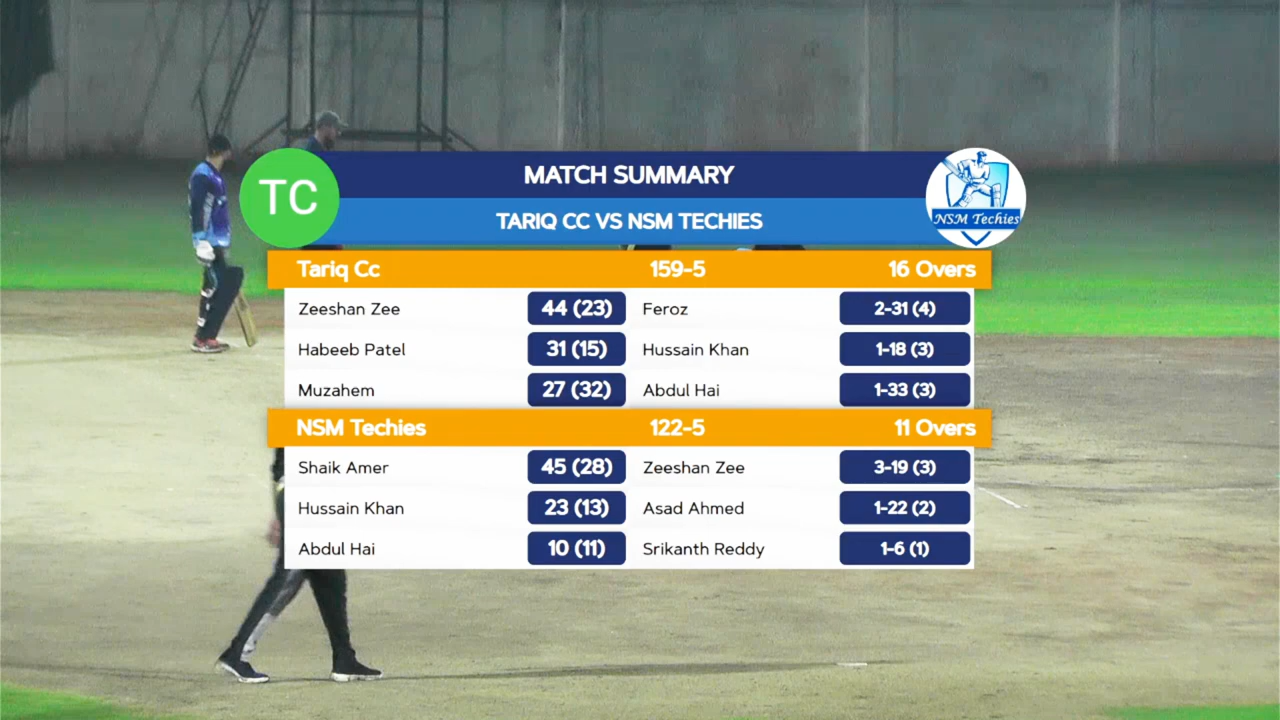 TC
MATCH SUMMARY
TARIQ CC VS NSM TECHIES
NSM Techies
Tariq Cc 159-5 16 Overs
Zeeshan Zee 44 (23) Feroz 2-31 (4)
Habeeb Patel 31 (15) Hussain Khan 1-18 (3)
Muzahem 27 (32) Abdul Hai 1-33 (3)
NSM Techies 122-5 11 Overs
Shaik Amer 45 (28) Zeeshan Zee 3-19 (3)
Hussain Khan 23 (13) Asad Ahmed 1-22 (2)
Abdul Hai 10 (11) Srikanth Reddy 1-6 (1)